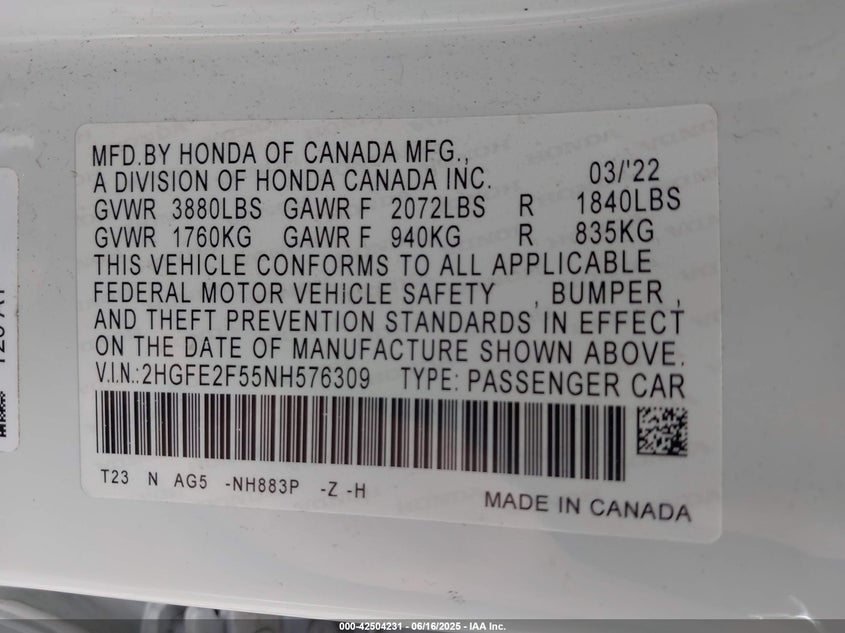 MFD.BY HONDA OF CANADA MFG.,
A DIVISION OF HONDA CANADA INC. 03/'22
GVWR 3880LBS GAWR F 2072LBS R 1840LBS
GVWR 1760KG GAWR F 940KG R 835KG
THIS VEHICLE CONFORMS TO ALL APPLICABLE
FEDERAL MOTOR VEHICLE SAFETY , BUMPER ,
AND THEFT PREVENTION STANDARDS IN EFFECT
ON THE DATE OF MANUFACTURE SHOWN ABOVE.
V.I.N.:2HGFE2F55NH576309 TYPE: PASSENGER CAR
T23 N AG5 -NH883P -Z -H
MADE IN CANADA
000-42504231 - 06/16/2025 - IAA Inc.